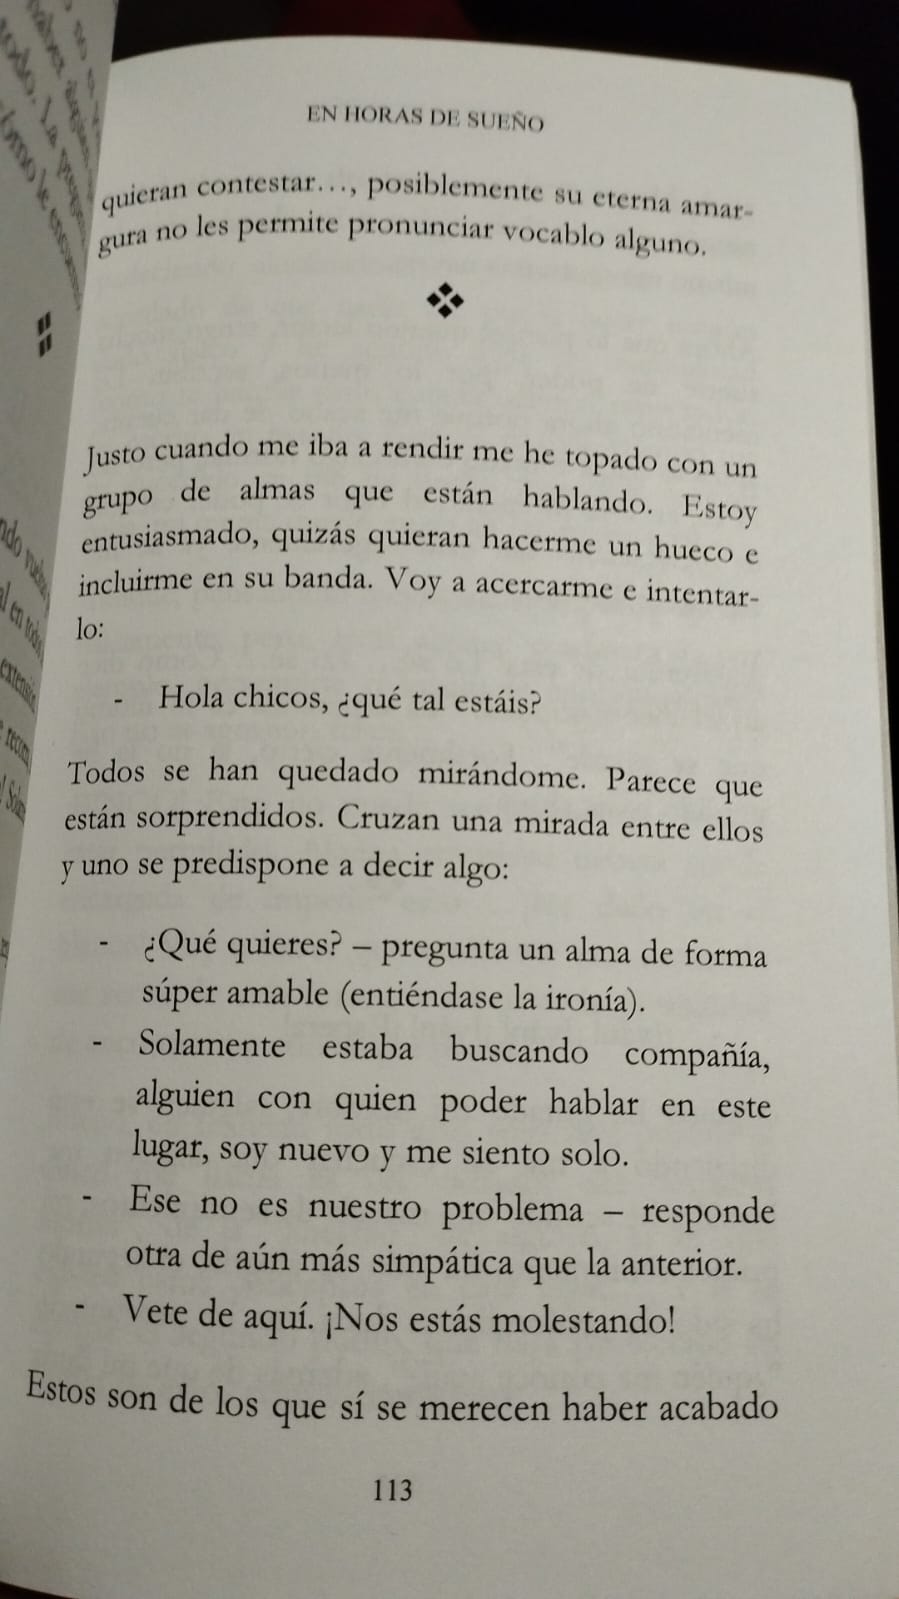 EN HORAS DE SUEÑO
quieran contestar…, posiblemente su eterna amar-
gura no les permite pronunciar vocablo alguno.
Justo cuando me iba a rendir me he topado con un
grupo de almas que están hablando. Estoy
entusiasmado, quizás quieran hacerme un hueco e
incluirme en su banda. Voy a acercarme e intentar-
lo:
- Hola chicos, ¿qué tal estáis?
Todos se han quedado mirándome. Parece que
están sorprendidos. Cruzan una mirada entre ellos
y uno se predispone a decir algo:
- ¿Qué quieres? – pregunta un alma de forma
súper amable (entiéndase la ironía).
- Solamente estaba buscando compañía,
alguien con quien poder hablar en este
lugar, soy nuevo y me siento solo.
- Ese no es nuestro problema – responde
otra de aún más simpática que la anterior.
- Vete de aquí. ¡Nos estás molestando!
Estos son de los que sí se merecen haber acabado
113